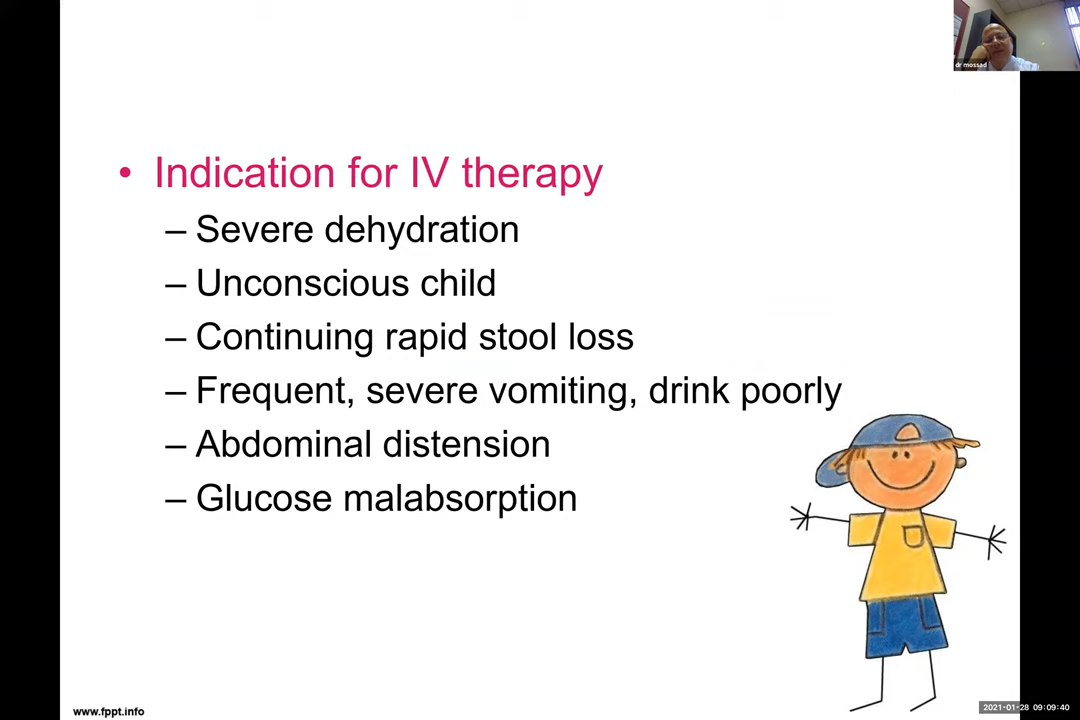 dr mossad
• Indication for IV therapy
– Severe dehydration
– Unconscious child
– Continuing rapid stool loss
– Frequent, severe vomiting, drink poorly
– Abdominal distension
– Glucose malabsorption
www.fppt.info
2021-01-28 09:09:40